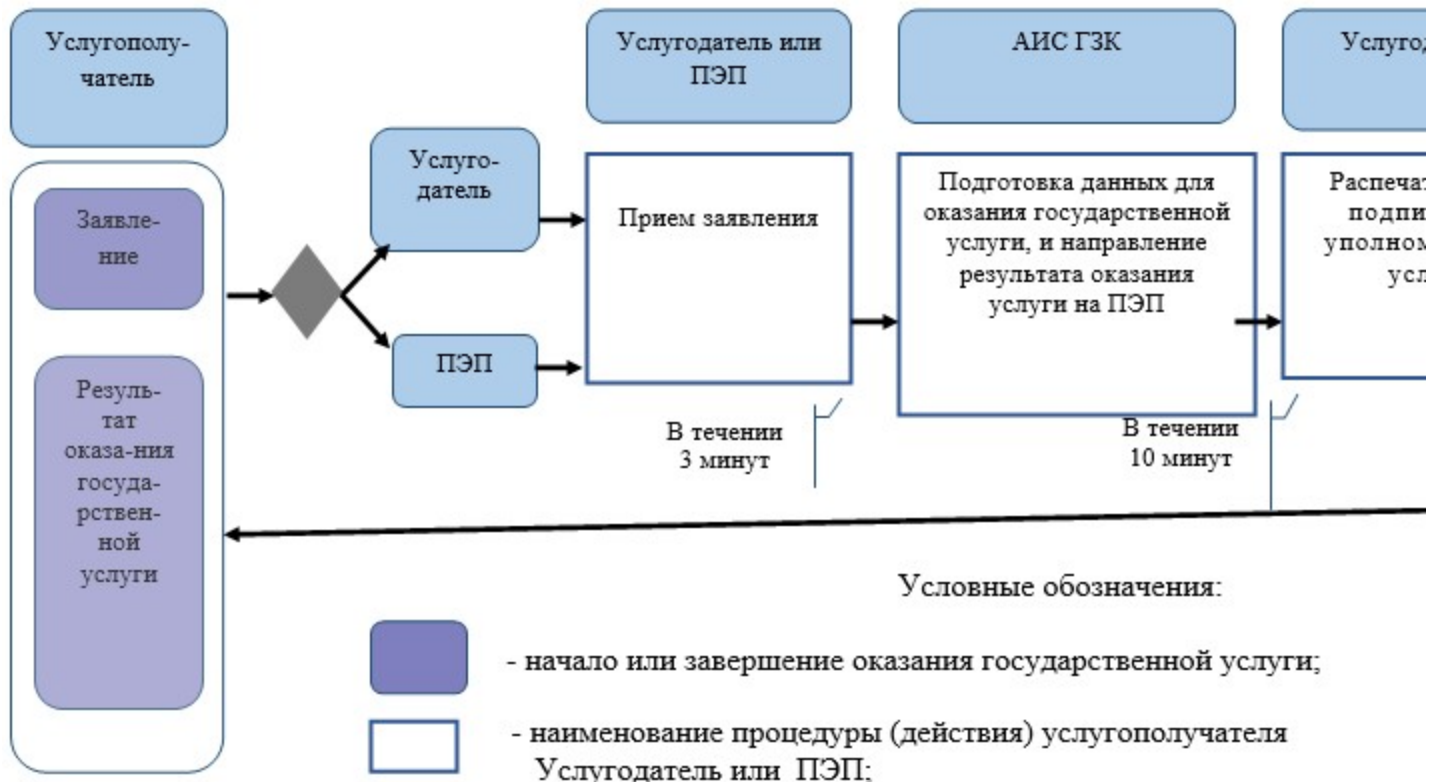 Услугополу-
чатель
Услугодатель или
ПЭП
АИС ГЗК
Заявле-
ние
Услуго-
датель
ПЭП
Прием заявления
Подготовка данных для
оказания государственной
услуги, и направление
результата оказания
услуги на ПЭП
Резуль-
тат
оказа-ния
госуда-
рствен-
ной
услуги
В течении
3 минут
В течении
10 минут
Условные обозначения:
- начало или завершение оказания государственной услуги;
- наименование процедуры (действия) услугополучателя
Услугодатель или ПЭП;